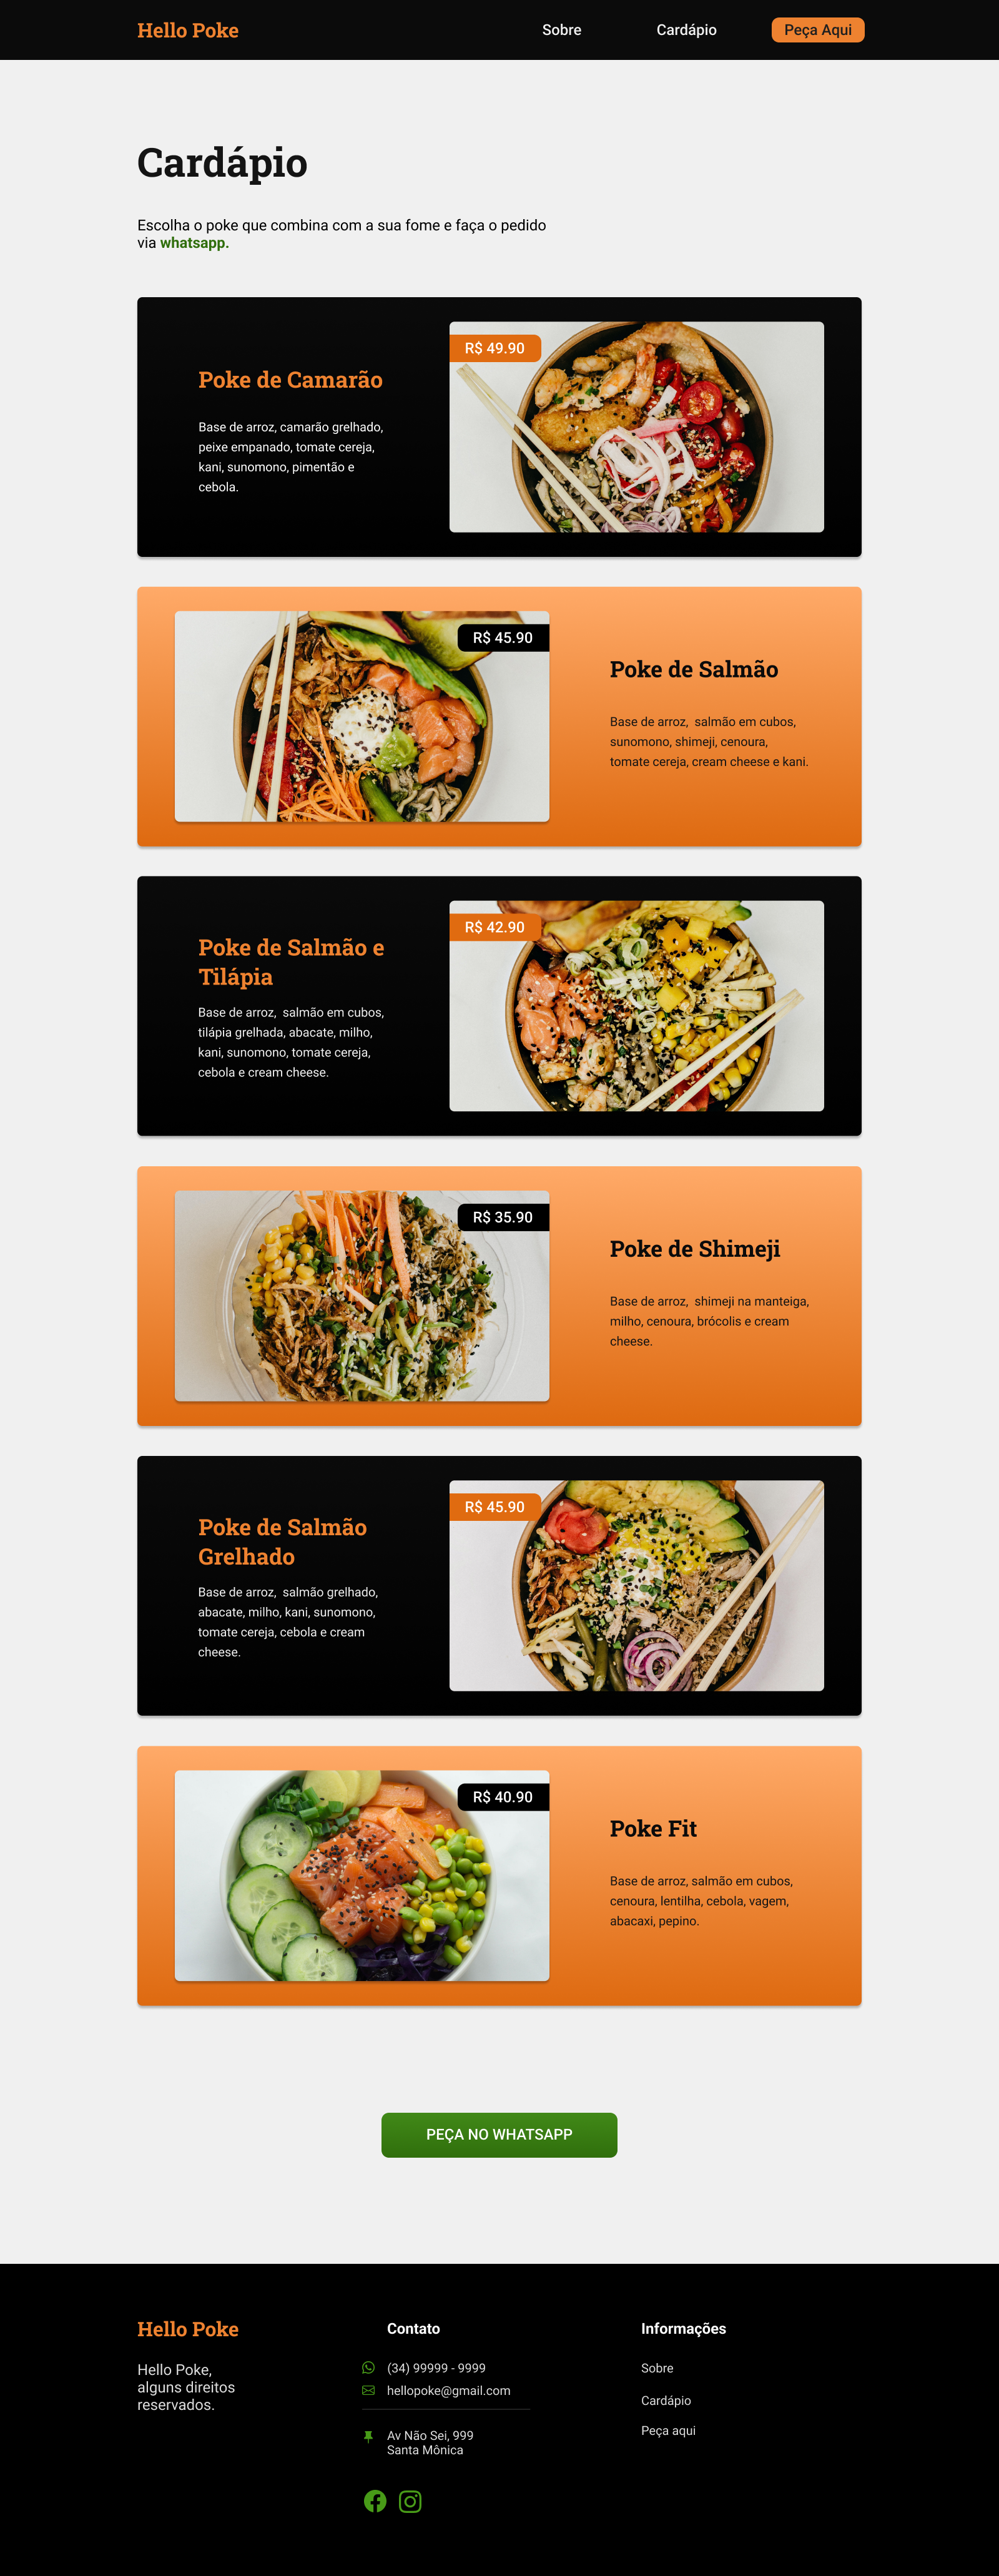 Hello Poke
Sobre
Cardápio
Peça Aqui
Cardápio
Escolha o poke que combina com a sua fome e faça o pedido
via whatsapp.
Poke de Camarão
Base de arroz, camarão grelhado,
peixe empanado, tomate cereja,
kani, sunomono, pimentão e
cebola.
R$ 49.90
R$ 45.90
Poke de Salmão
Base de arroz,  salmão em cubos,
sunomono, shimeji, cenoura,
tomate cereja, cream cheese e kani.
Poke de Salmão e
Tilápia
Base de arroz,  salmão em cubos,
tilápia grelhada, abacate, milho,
kani, sunomono, tomate cereja,
cebola e cream cheese.
R$ 42.90
R$ 35.90
Poke de Shimeji
Base de arroz,  shimeji na manteiga,
milho, cenoura, brócolis e cream
cheese.
Poke de Salmão
Grelhado
Base de arroz,  salmão grelhado,
abacate, milho, kani, sunomono,
tomate cereja, cebola e cream
cheese.
R$ 45.90
R$ 40.90
Poke Fit
Base de arroz, salmão em cubos,
cenoura, lentilha, cebola, vagem,
abacaxi, pepino.
PEÇA NO WHATSAPP
Hello Poke
Hello Poke,
alguns direitos
reservados.
Contato
(34) 99999 - 9999
hellopoke@gmail.com
Av Não Sei, 999
Santa Mônica
Informações
Sobre
Cardápio
Peça aqui